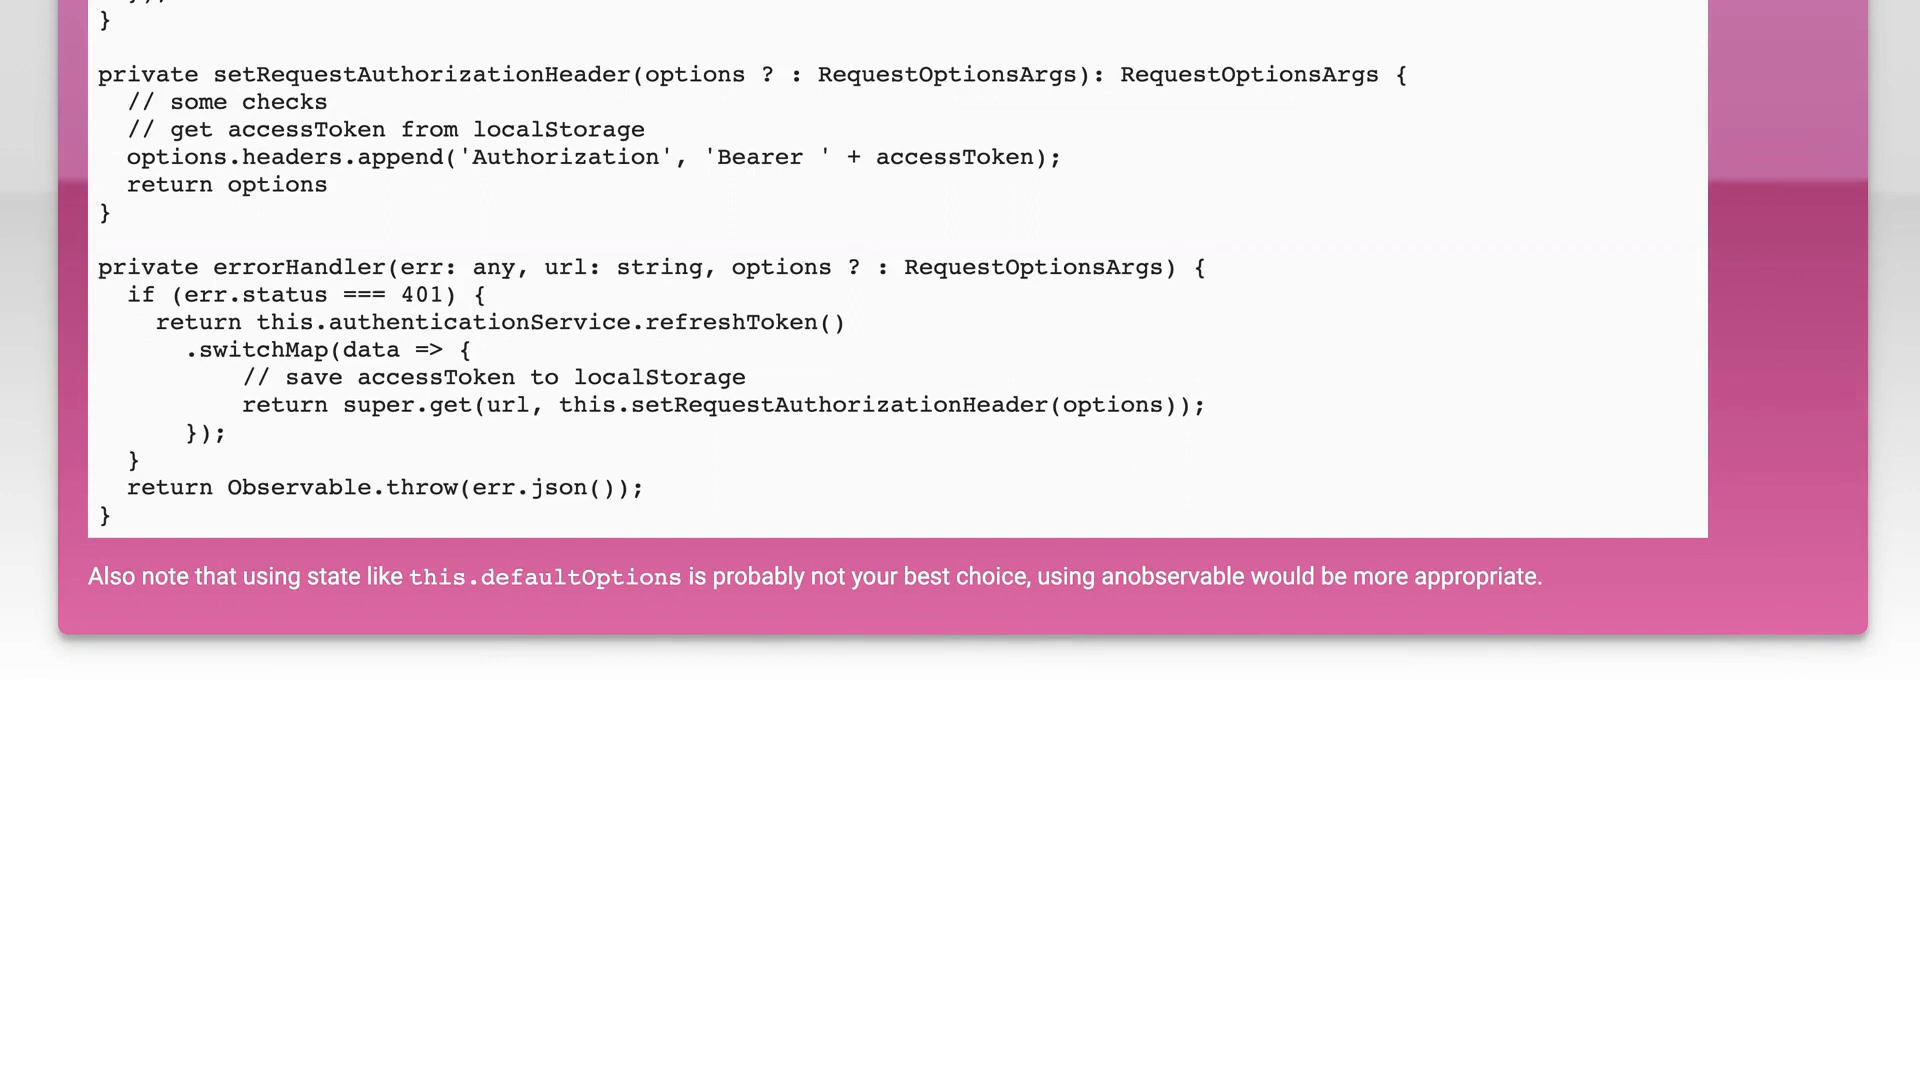 }
private setRequestAuthorizationHeader(options ? : RequestOptionsArgs): RequestOptionsArgs {
// some checks
// get accessToken from localStorage
options.headers.append('Authorization', 'Bearer ' + accessToken);
return options
}
private errorHandler(err: any, url: string, options ? : RequestOptionsArgs) {
if (err.status === 401) {
return this.authenticationService.refreshToken()
.switchMap(data => {
// save accessToken to localStorage
return super.get(url, this.setRequestAuthorizationHeader(options));
});
}
return Observable.throw(err.json());
}
Also note that using state like this.defaultOptions is probably not your best choice, using anobservable would be more appropriate.